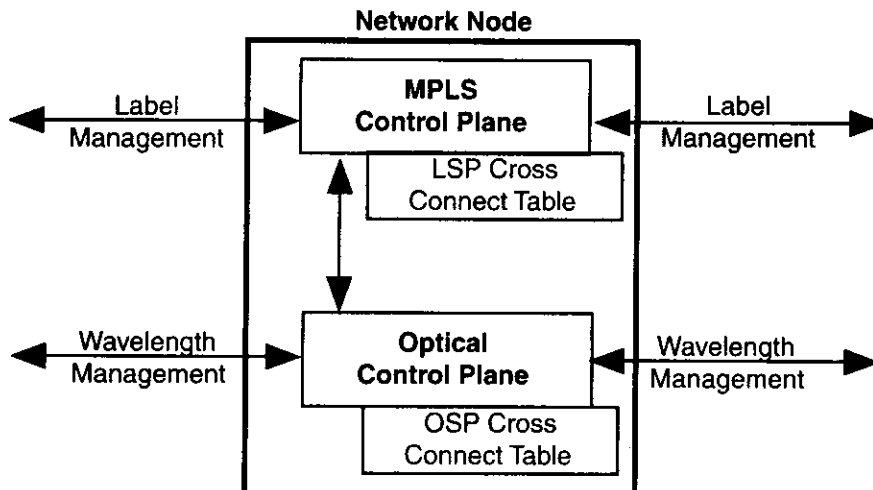 Network Node
MPLS
Control Plane
Label
Management
Label
Management
LSP Cross
Connect Table
Optical
Control Plane
Wavelength
Management
Wavelength
Management
OSP Cross
Connect Table